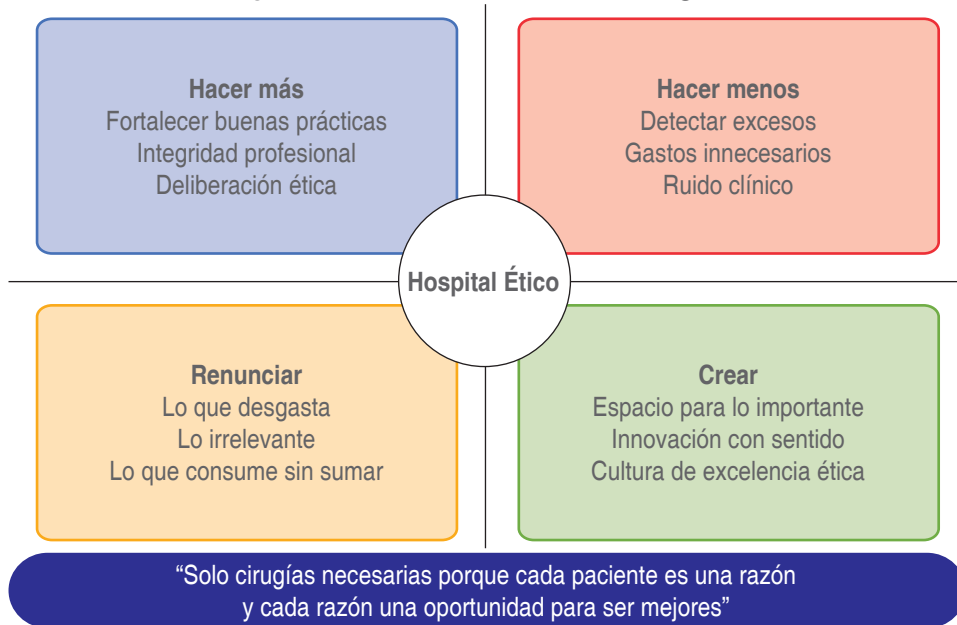 Hacer más
Fortalecer buenas prácticas
Integridad profesional
Deliberación ética
Hacer menos
Detectar excesos
Gastos innecesarios
Ruido clínico
Hospital Ético
Renunciar
Lo que desgasta
Lo irrelevante
Lo que consume sin sumar
Crear
Espacio para lo importante
Innovación con sentido
Cultura de excelencia ética
“Solo cirugías necesarias porque cada paciente es una razón
y cada razón una oportunidad para ser mejores”